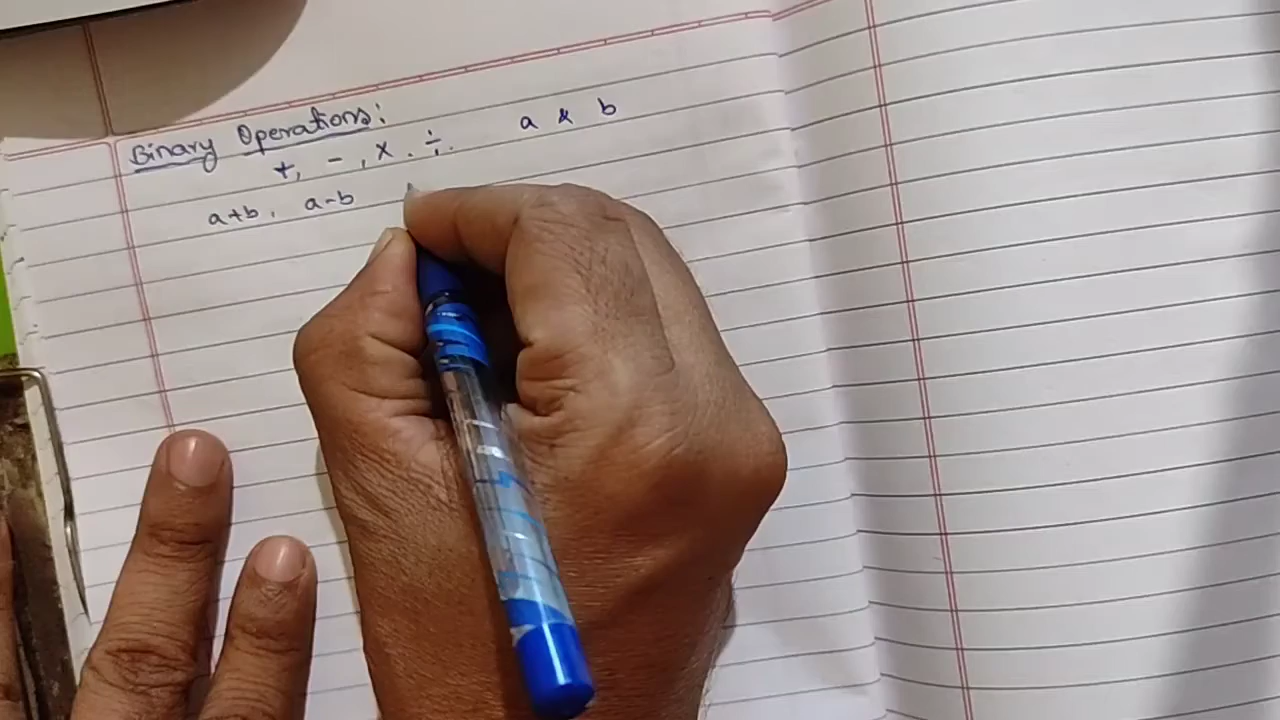 Binary Operations:
+, -, x . ÷. a & b
a+b, a-b